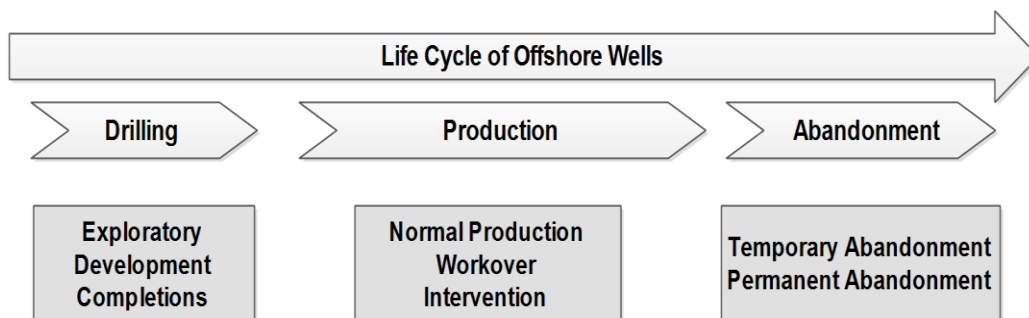 Life Cycle of Offshore Wells
Drilling
Production
Abandonment
Exploratory
Development
Completions
Normal Production
Workover
Intervention
Temporary Abandonment
Permanent Abandonment